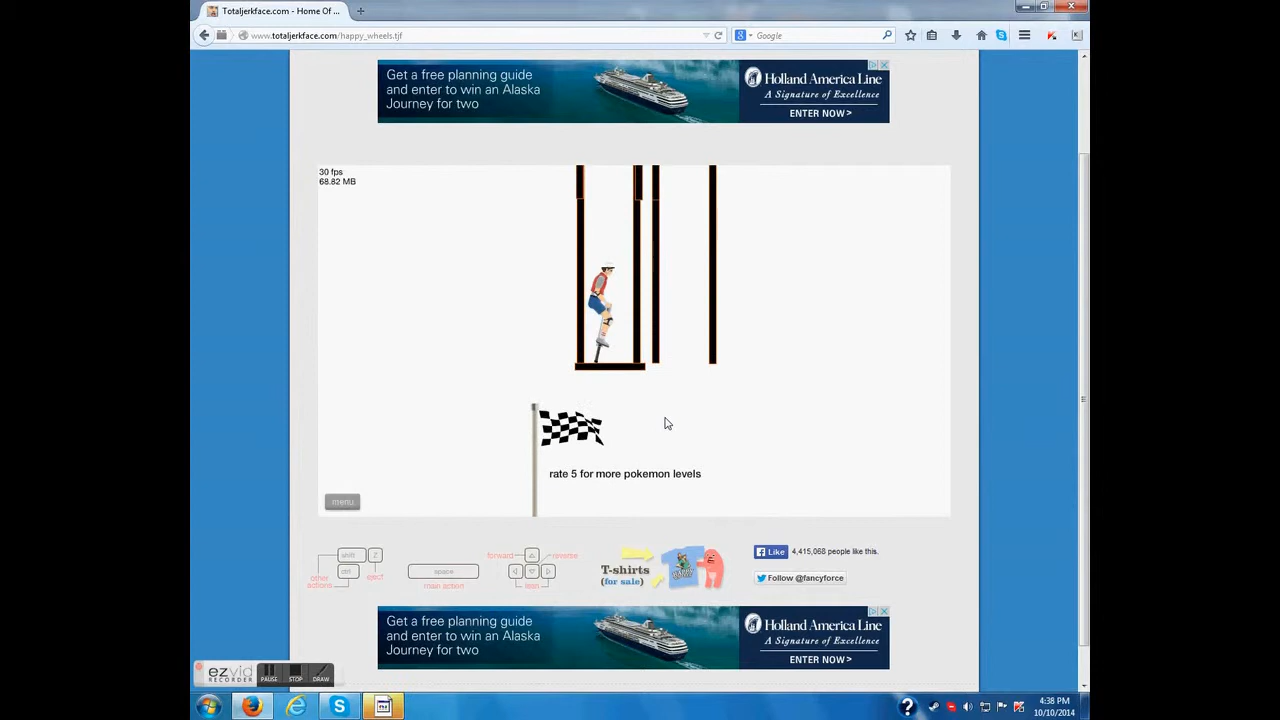 Totaljerkface.com - Home Of ...
www.totaljerkface.com/happy_wheels.tjf
Google
Get a free planning guide
and enter to win an Alaska
Journey for two
Holland America Line
A Signature of Excellence
ENTER NOW >
30 fps
68.82 MB
rate 5 for more pokemon levels
menu
shift
Z
ctrl
eject
other
actions
space
main action
forward
reverse
lean
T-shirts
(for sale)
Like
4,415,068 people like this.
Follow @fancyforce
Get a free planning guide
and enter to win an Alaska
Journey for two
Holland America Line
A Signature of Excellence
ENTER NOW >
ezvid
RECORDER
PAUSE
STOP
DRAW
4:38 PM
10/10/2014